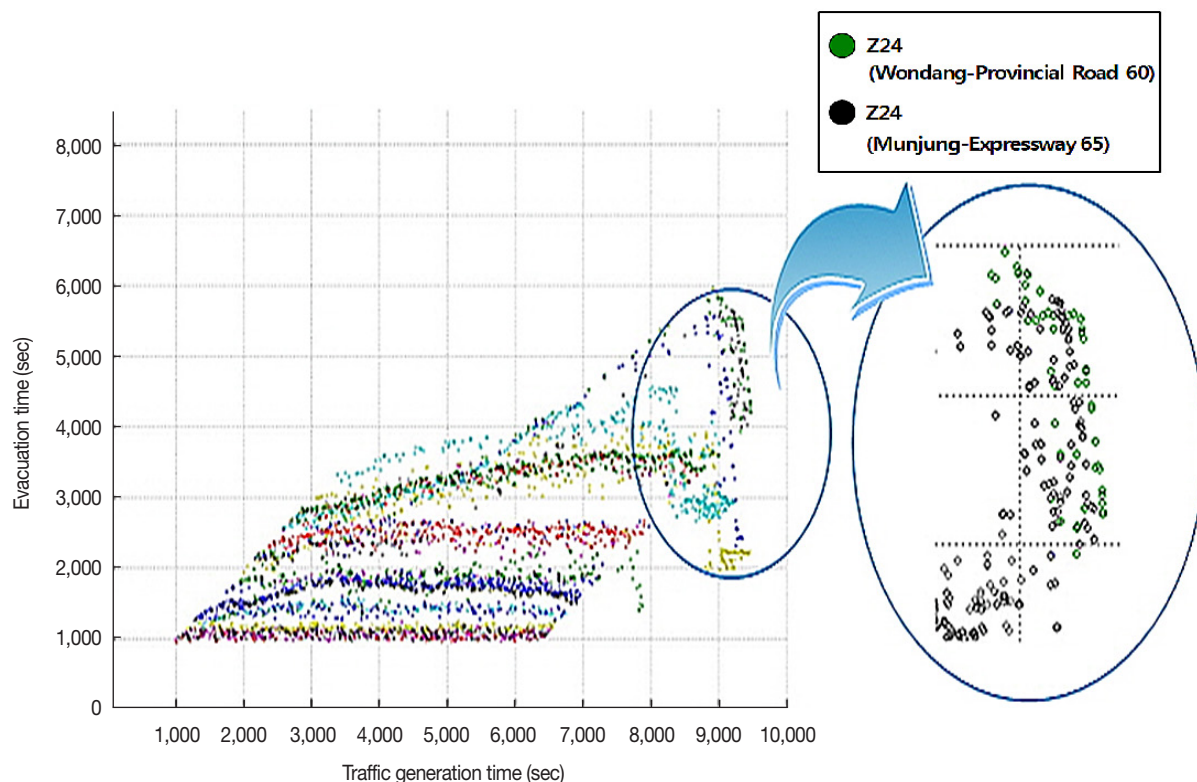 Z24
(Wondang-Provincial Road 60)
Z24
(Munjung-Expressway 65)
8,000
7,000
6,000
5,000
4,000
3,000
2,000
1,000
0
Evacuation time (sec)
1,000 2,000 3,000 4,000 5,000 6,000 7,000 8,000 9,000 10,000
Traffic generation time (sec)